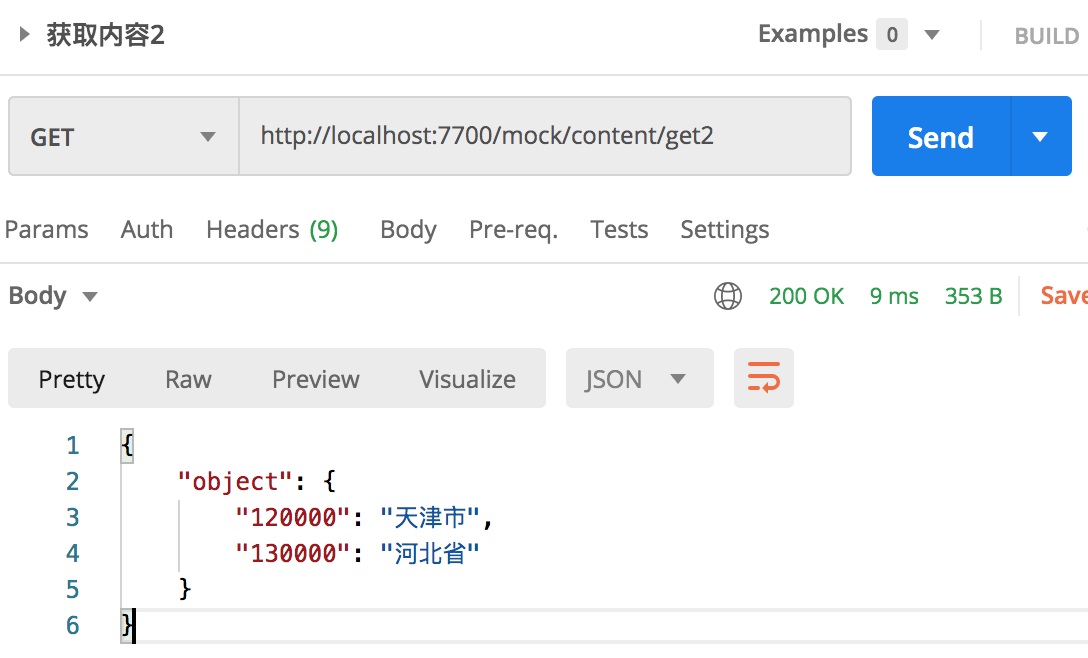 获取内容2 Examples 0 BUILD
GET http://localhost:7700/mock/content/get2 Send
Params Auth Headers (9) Body Pre-req. Tests Settings
Body 200 OK 9 ms 353 B Save
Pretty Raw Preview Visualize JSON
1 {
2 "object": {
3 "120000": "天津市",
4 "130000": "河北省"
5 }
6 }